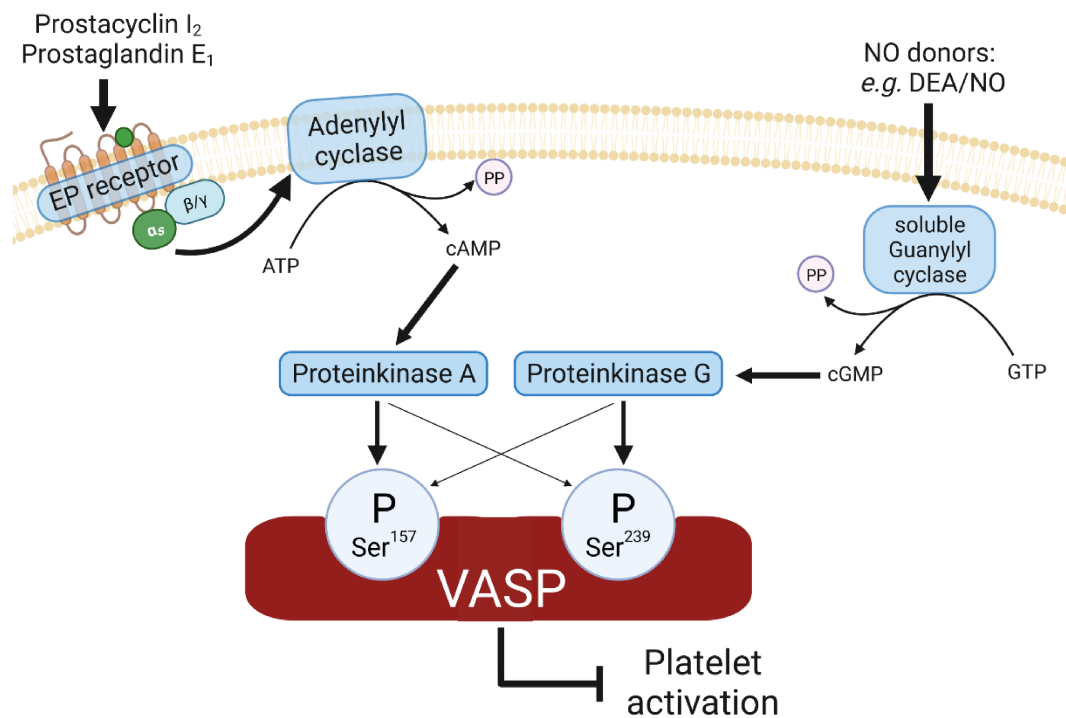 Prostacyclin I₂
Prostaglandin E₁
NO donors:
e.g. DEA/NO
Adenylyl
cyclase
EP receptor
β/γ
αs
PP
ATP
cAMP
soluble
Guanylyl
cyclase
PP
cGMP
GTP
Proteinkinase A
Proteinkinase G
P
Ser¹⁵⁷
P
Ser²³⁹
VASP
Platelet
activation